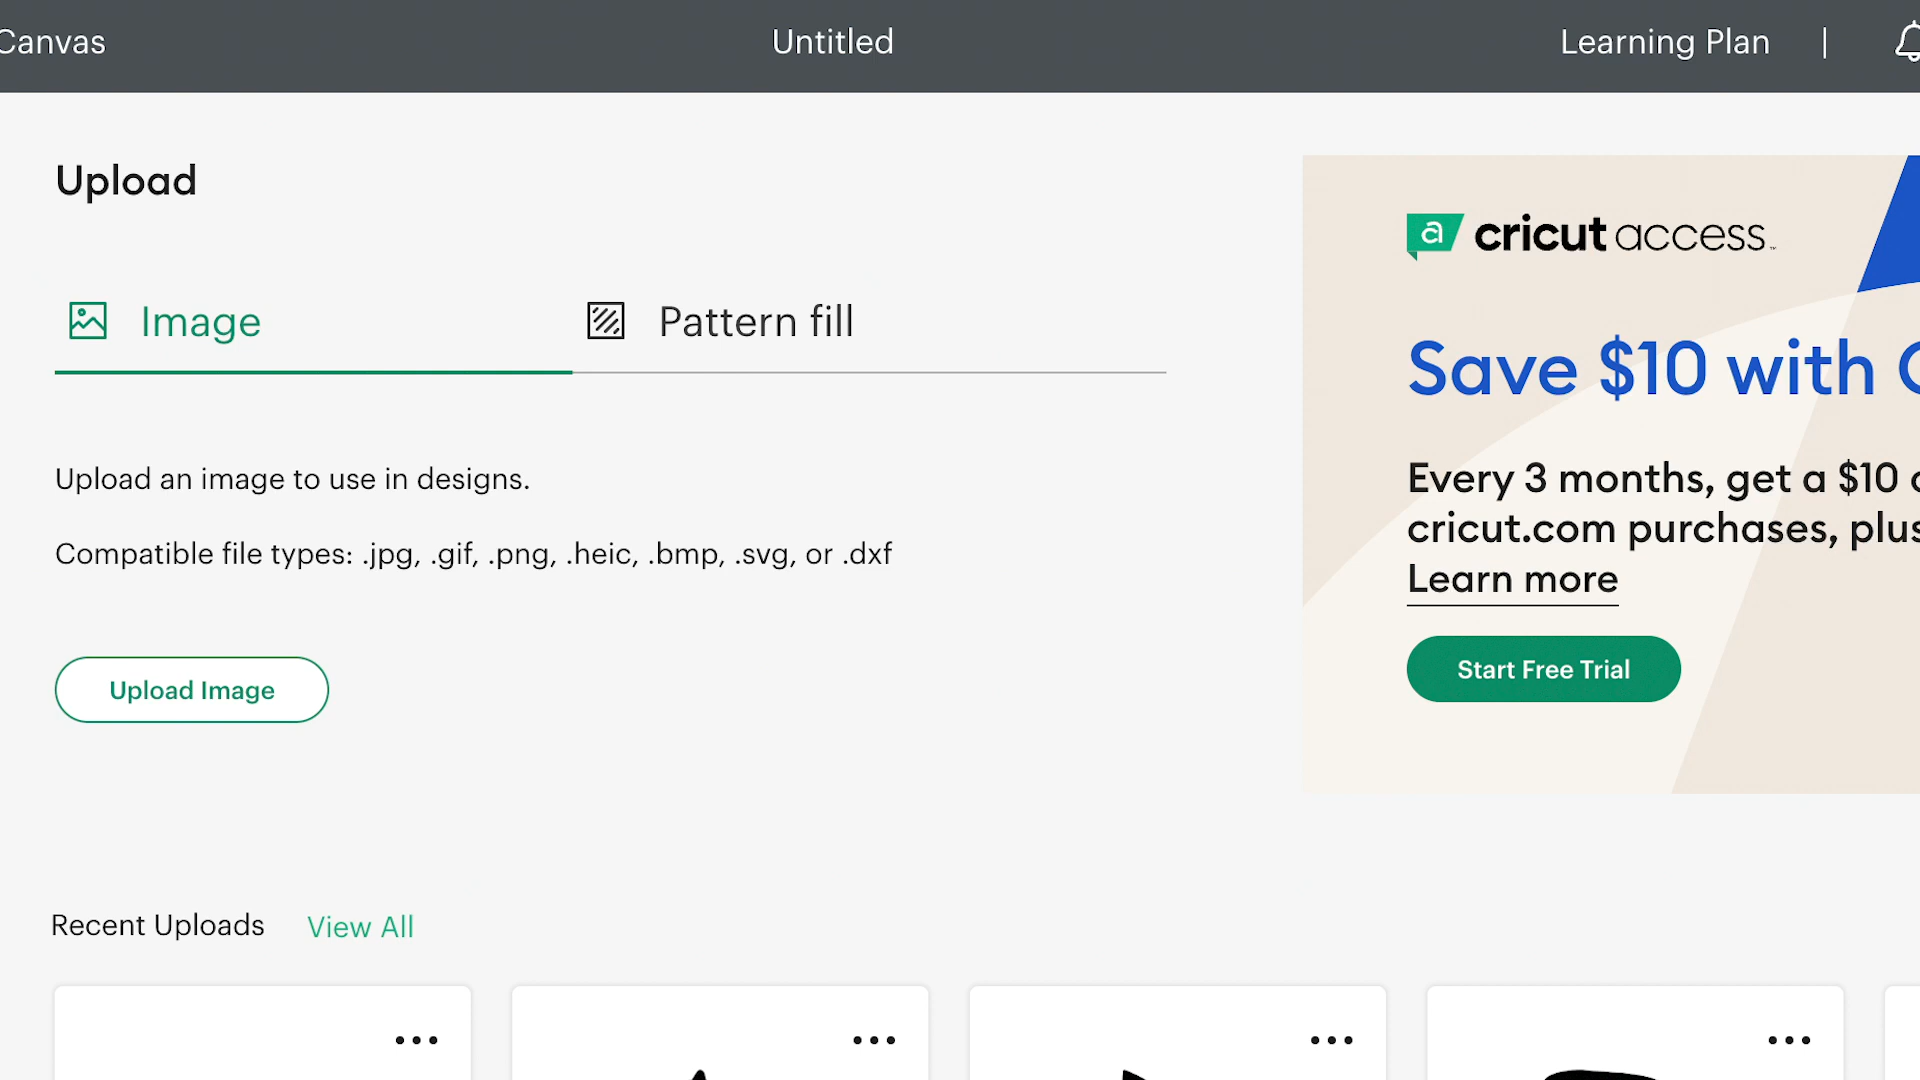 Canvas
Untitled
Learning Plan |
Upload
Image
Pattern fill
Upload an image to use in designs.
Compatible file types: .jpg, .gif, .png, .heic, .bmp, .svg, or .dxf
Upload Image
a cricut access™
Save $10 with
Every 3 months, get a $10
cricut.com purchases, plus
Learn more
Start Free Trial
Recent Uploads
View All